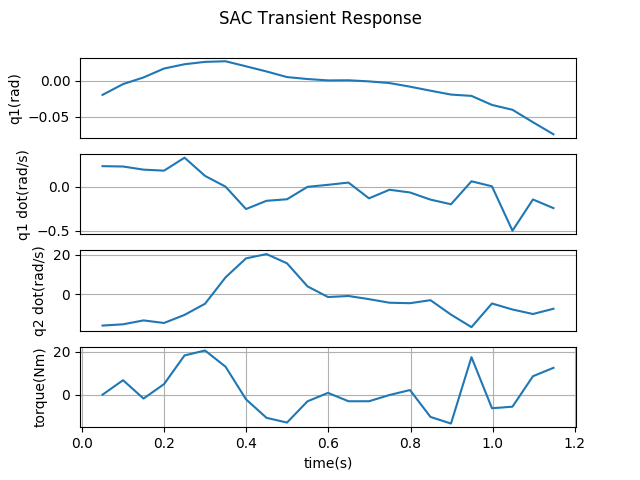 SAC Transient Response
q1(rad)
0.00
−0.05
q1 dot(rad/s)
0.0
−0.5
q2 dot(rad/s)
20
0
torque(Nm)
20
0
0.0 0.2 0.4 0.6 0.8 1.0 1.2
time(s)